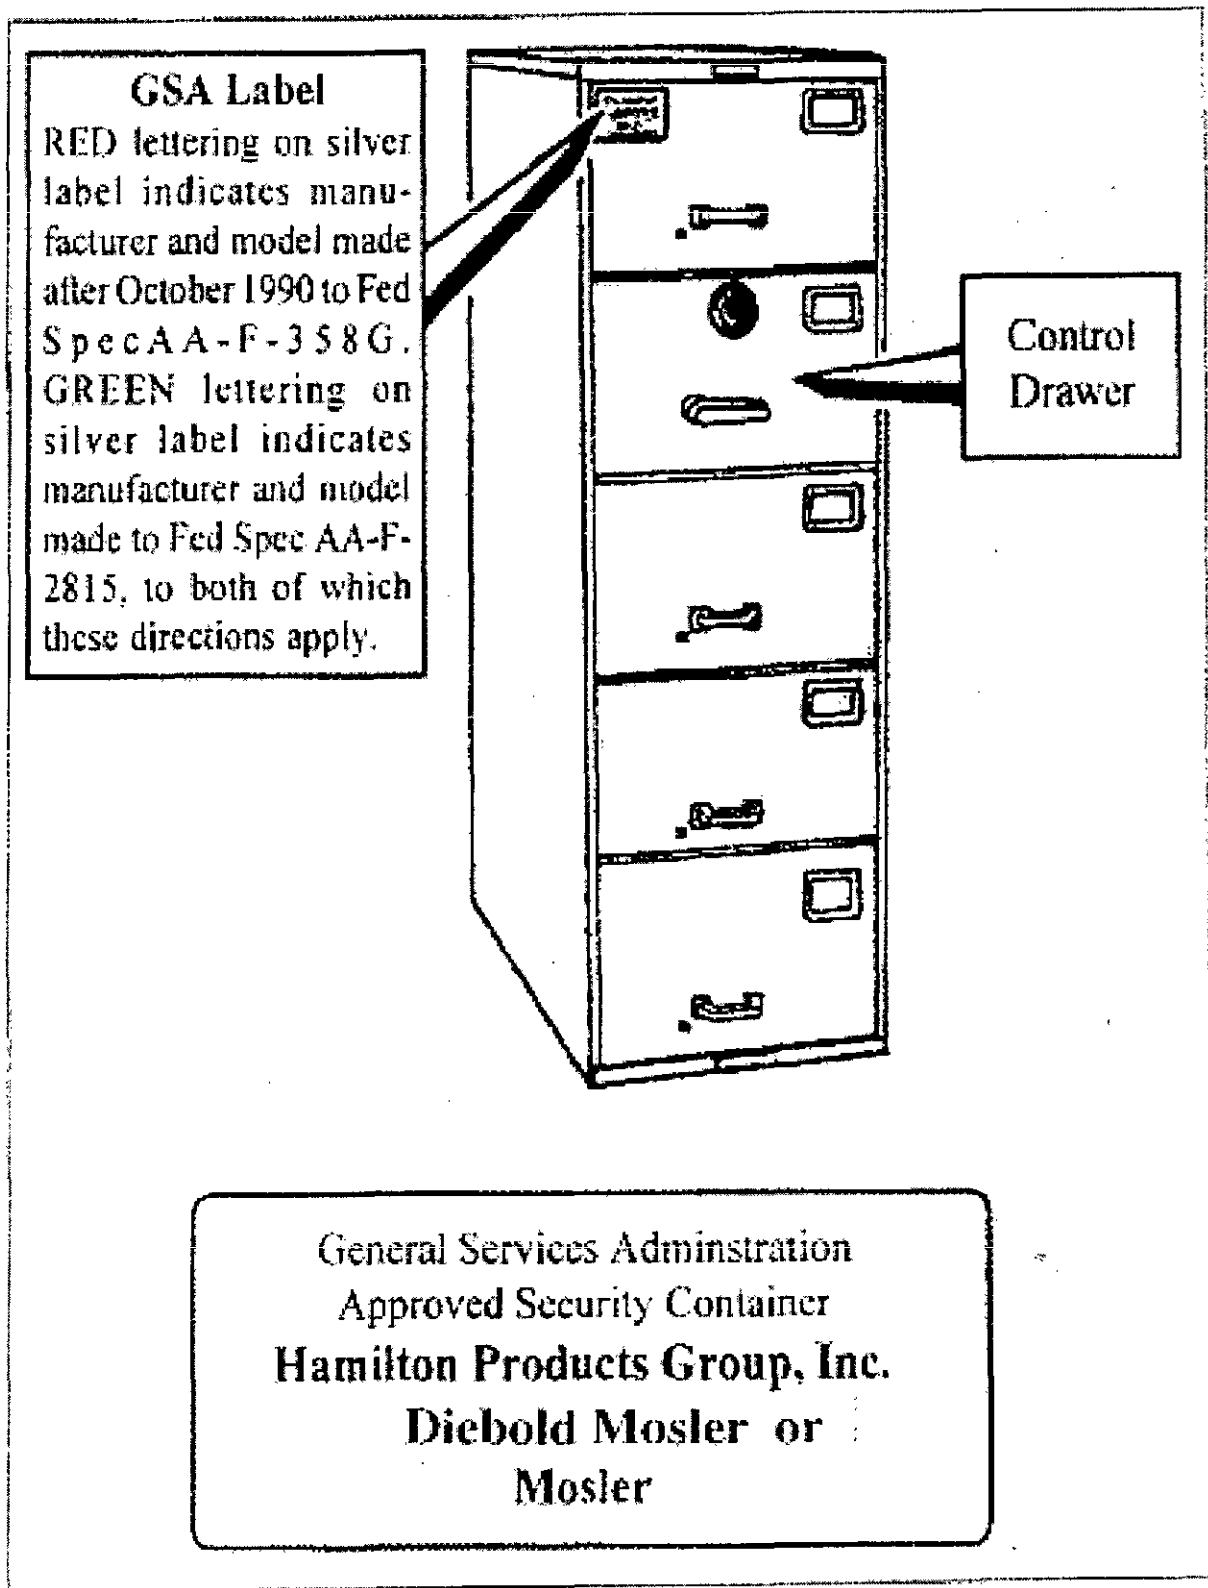 GSA Label
RED lettering on silver
label indicates manu-
facturer and model made
after October 1990 to Fed
Spec AA-F-358G.
GREEN lettering on
silver label indicates
manufacturer and model
made to Fed Spec AA-F-
2815, to both of which
these directions apply.
Control
Drawer
General Services Adminstration
Approved Security Container
Hamilton Products Group, Inc.
Diebold Mosler or
Mosler